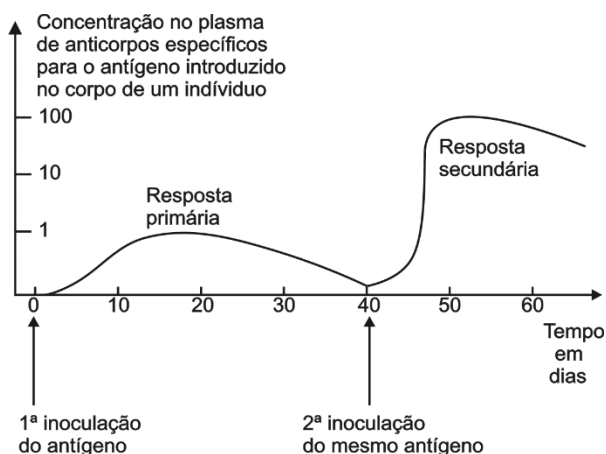 Concentração no plasma
de anticorpos específicos
para o antígeno introduzido
no corpo de um indíviduo
100
10
1
Resposta
primária
Resposta
secundária
0
10
20
30
40
50
60
Tempo
em
dias
1ª inoculação
do antígeno
2ª inoculação
do mesmo antígeno